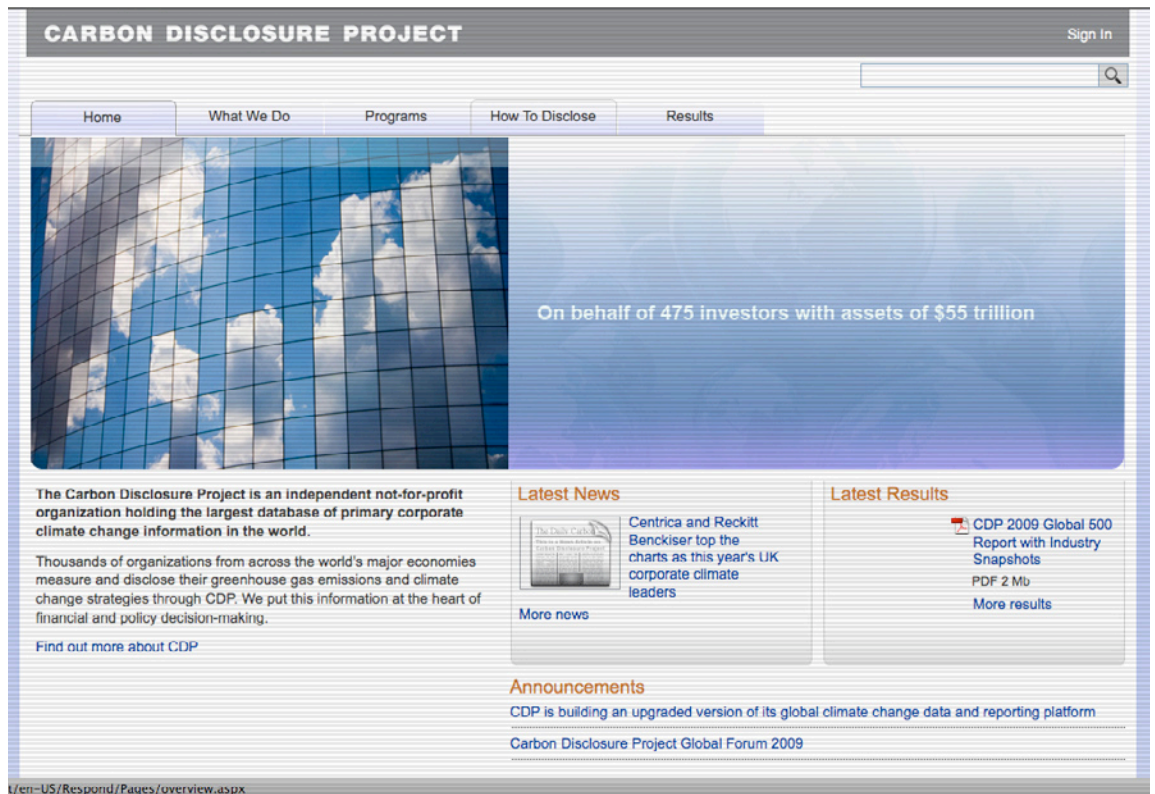 CARBON DISCLOSURE PROJECT
Sign In
Home
What We Do
Programs
How To Disclose
Results
On behalf of 475 investors with assets of $55 trillion
The Carbon Disclosure Project is an independent not-for-profit
organization holding the largest database of primary corporate
climate change information in the world.
Thousands of organizations from across the world's major economies
measure and disclose their greenhouse gas emissions and climate
change strategies through CDP. We put this information at the heart of
financial and policy decision-making.
Find out more about CDP
Latest News
The Daily Carbon
Centrica and Reckitt
Benckiser top the
charts as this year's UK
corporate climate
leaders
More news
Latest Results
CDP 2009 Global 500
Report with Industry
Snapshots
PDF 2 Mb
More results
Announcements
CDP is building an upgraded version of its global climate change data and reporting platform
Carbon Disclosure Project Global Forum 2009
t/en-US/Respond/Pages/overview.aspx